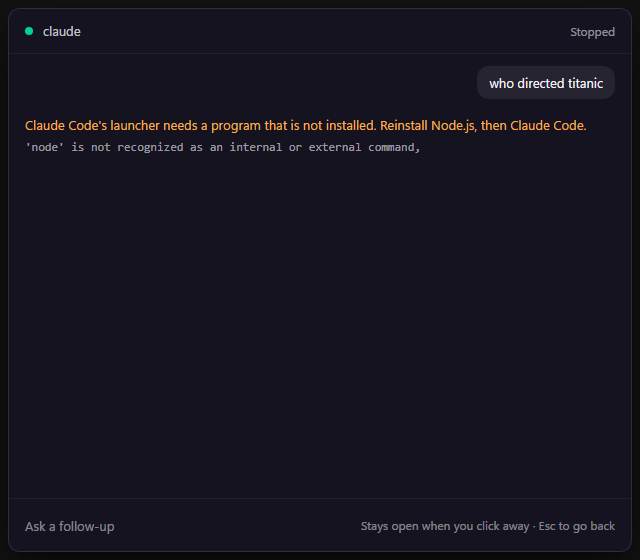 claude
Stopped
who directed titanic
Claude Code's launcher needs a program that is not installed. Reinstall Node.js, then Claude Code.
'node' is not recognized as an internal or external command,
Ask a follow-up
Stays open when you click away · Esc to go back